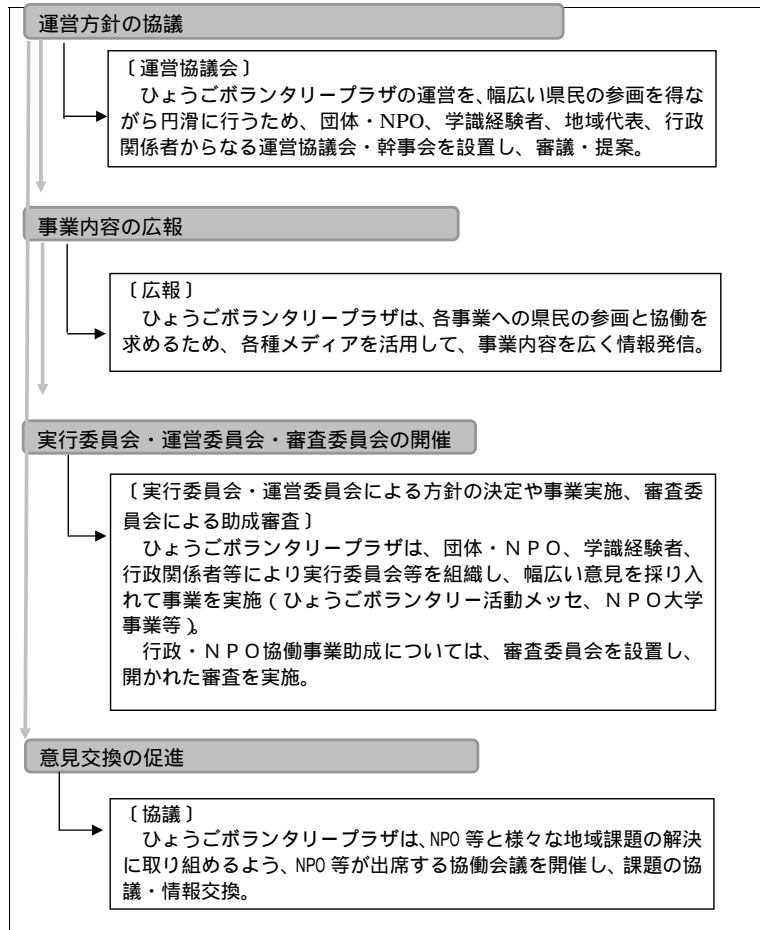 運営方針の協議
〔運営協議会〕
ひょうごボランタリープラザの運営を、幅広い県民の参画を得な
がら円滑に行うため、団体・NPO、学識経験者、地域代表、行政
関係者からなる運営協議会・幹事会を設置し、審議・提案。
事業内容の広報
〔広報〕
ひょうごボランタリープラザは、各事業への県民の参画と協働を
求めるため、各種メディアを活用して、事業内容を広く情報発信。
実行委員会・運営委員会・審査委員会の開催
〔実行委員会・運営委員会による方針の決定や事業実施、審査委
員会による助成審査〕
ひょうごボランタリープラザは、団体・ＮＰＯ、学識経験者、
行政関係者等により実行委員会等を組織し、幅広い意見を採り入
れて事業を実施（ひょうごボランタリー活動メッセ、ＮＰＯ大学
事業等）。
行政・ＮＰＯ協働事業助成については、審査委員会を設置し、
開かれた審査を実施。
意見交換の促進
〔協議〕
ひょうごボランタリープラザは、NPO 等と様々な地域課題の解決
に取り組めるよう、NPO 等が出席する協働会議を開催し、課題の協
議・情報交換。